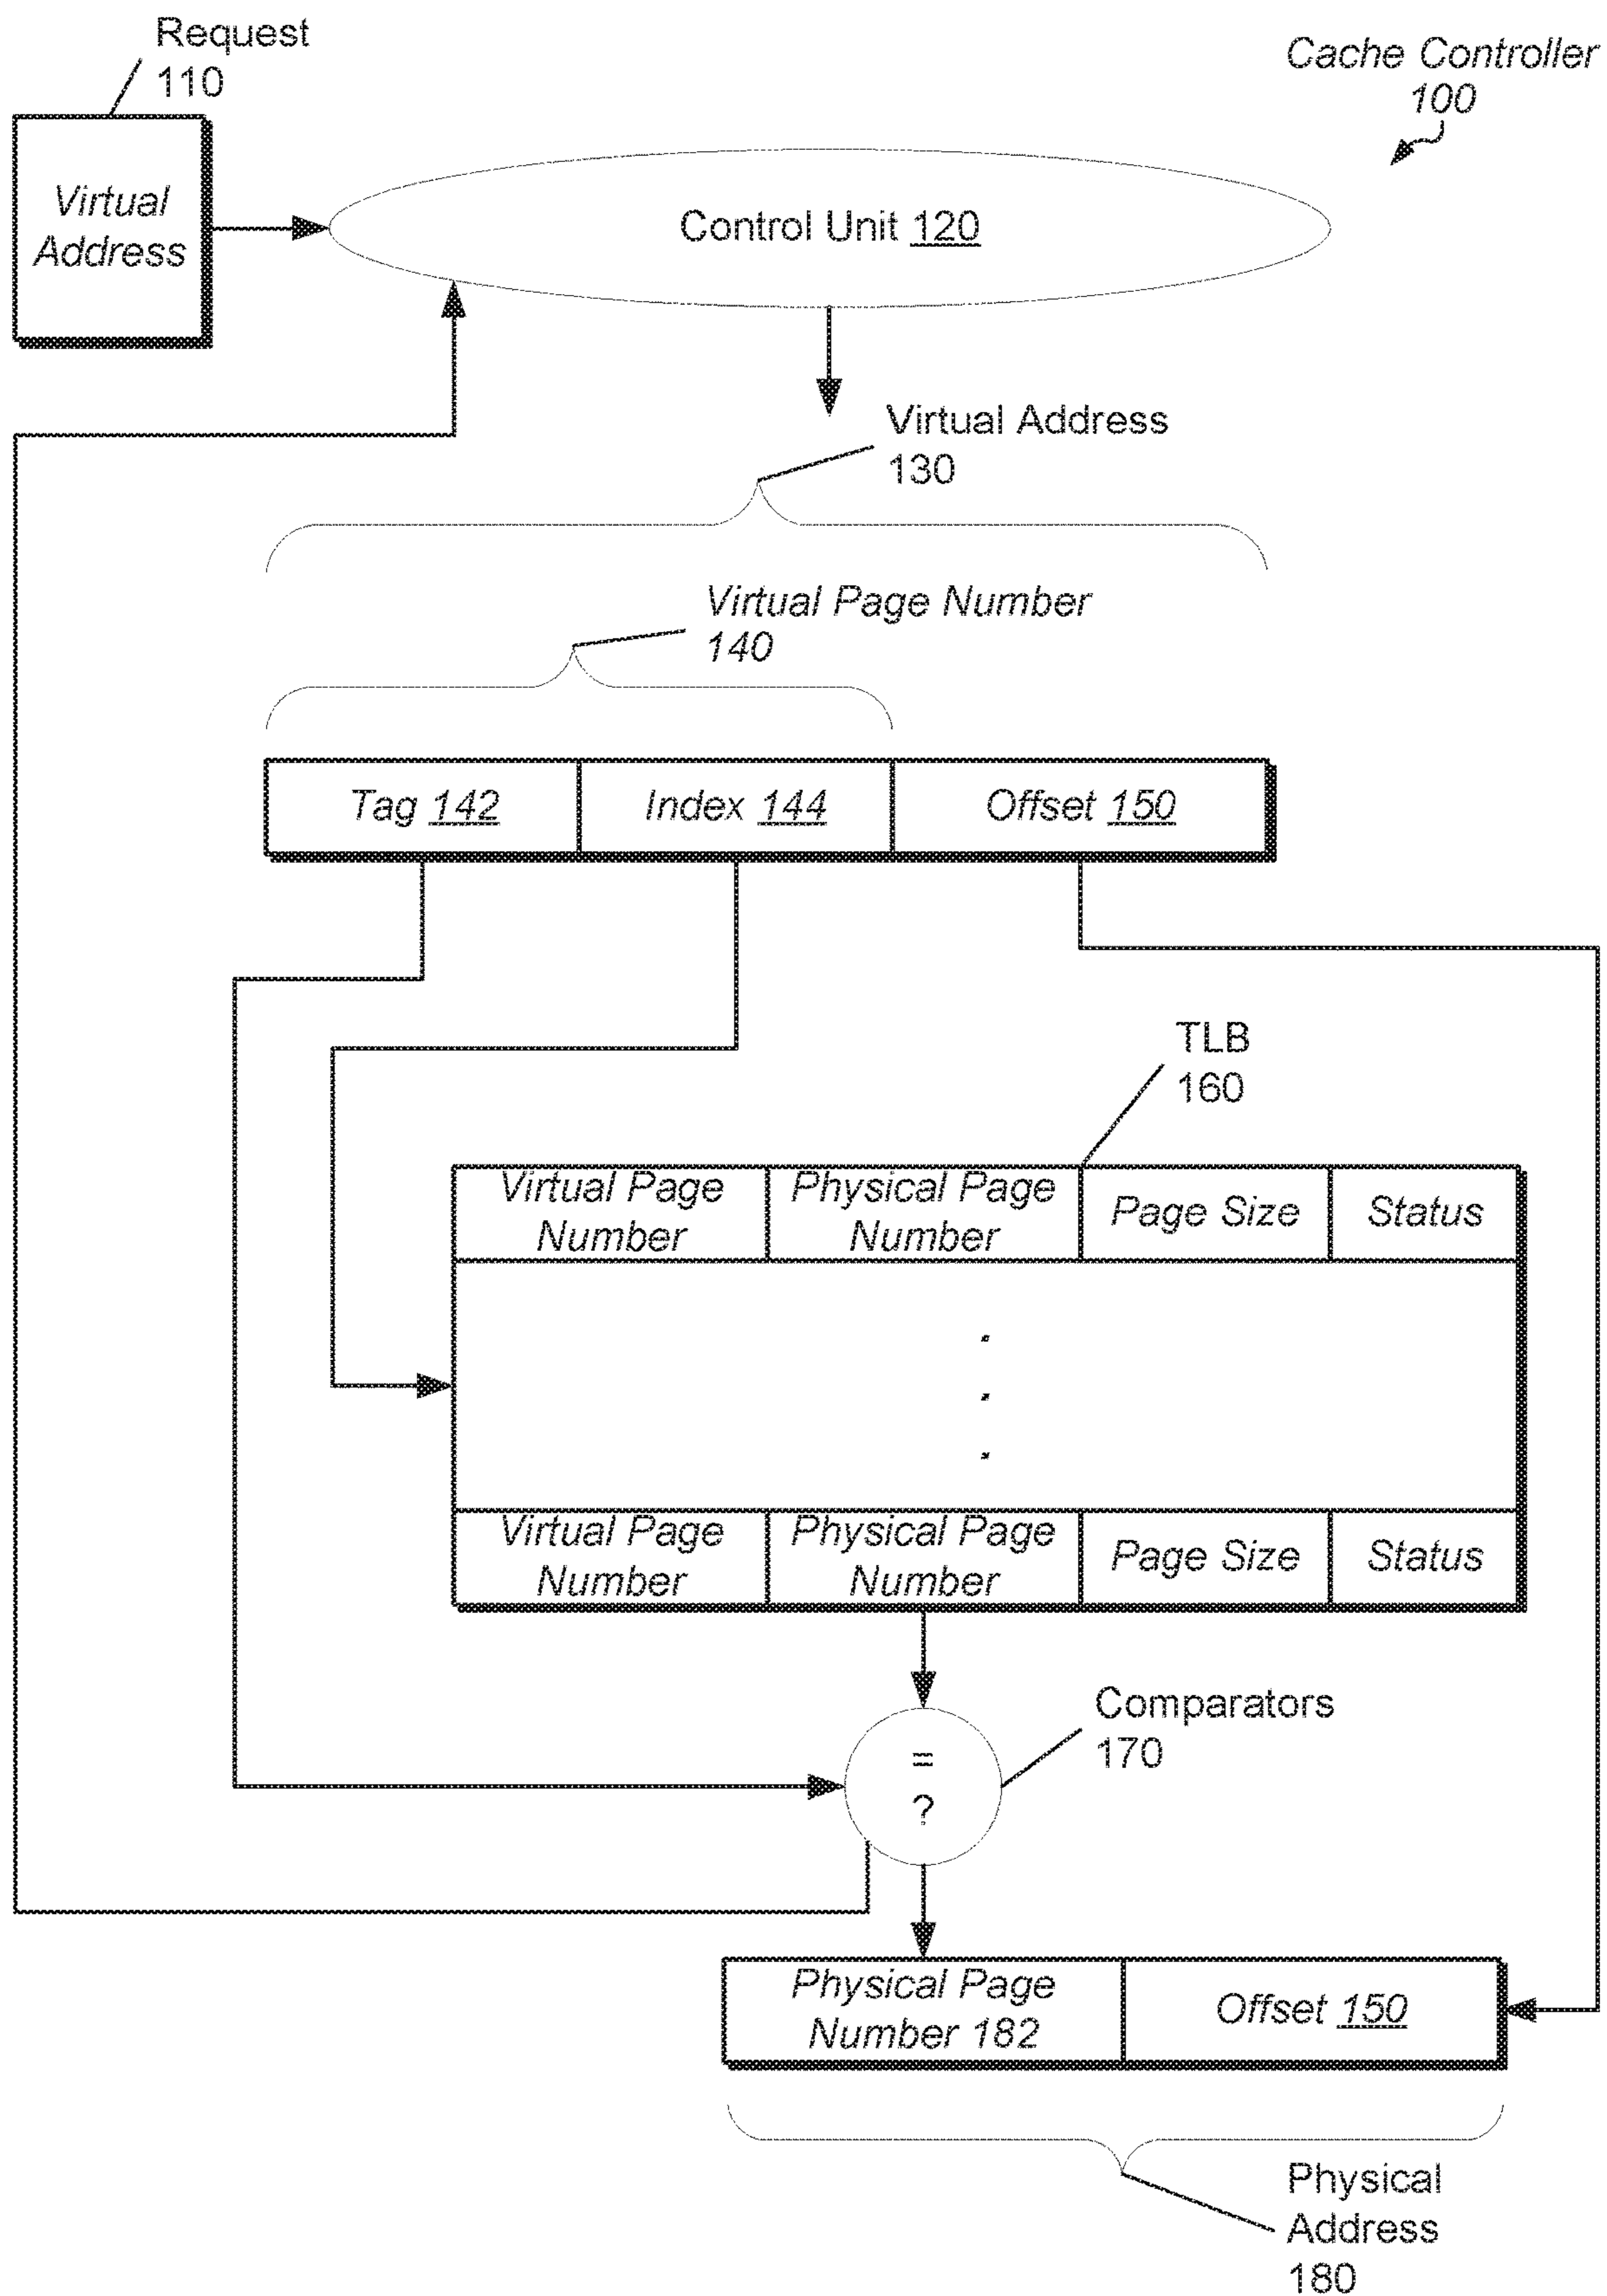 Request
110
Cache Controller
100
Virtual
Address
Control Unit 120
Virtual Address
130
Virtual Page Number
140
Tag 142 Index 144 Offset 150
TLB
160
Virtual Page
Number
Physical Page
Number
Page Size
Status
.
.
.
Virtual Page
Number
Physical Page
Number
Page Size
Status
Comparators
170
=
?
Physical Page
Number 182
Offset 150
Physical
Address
180